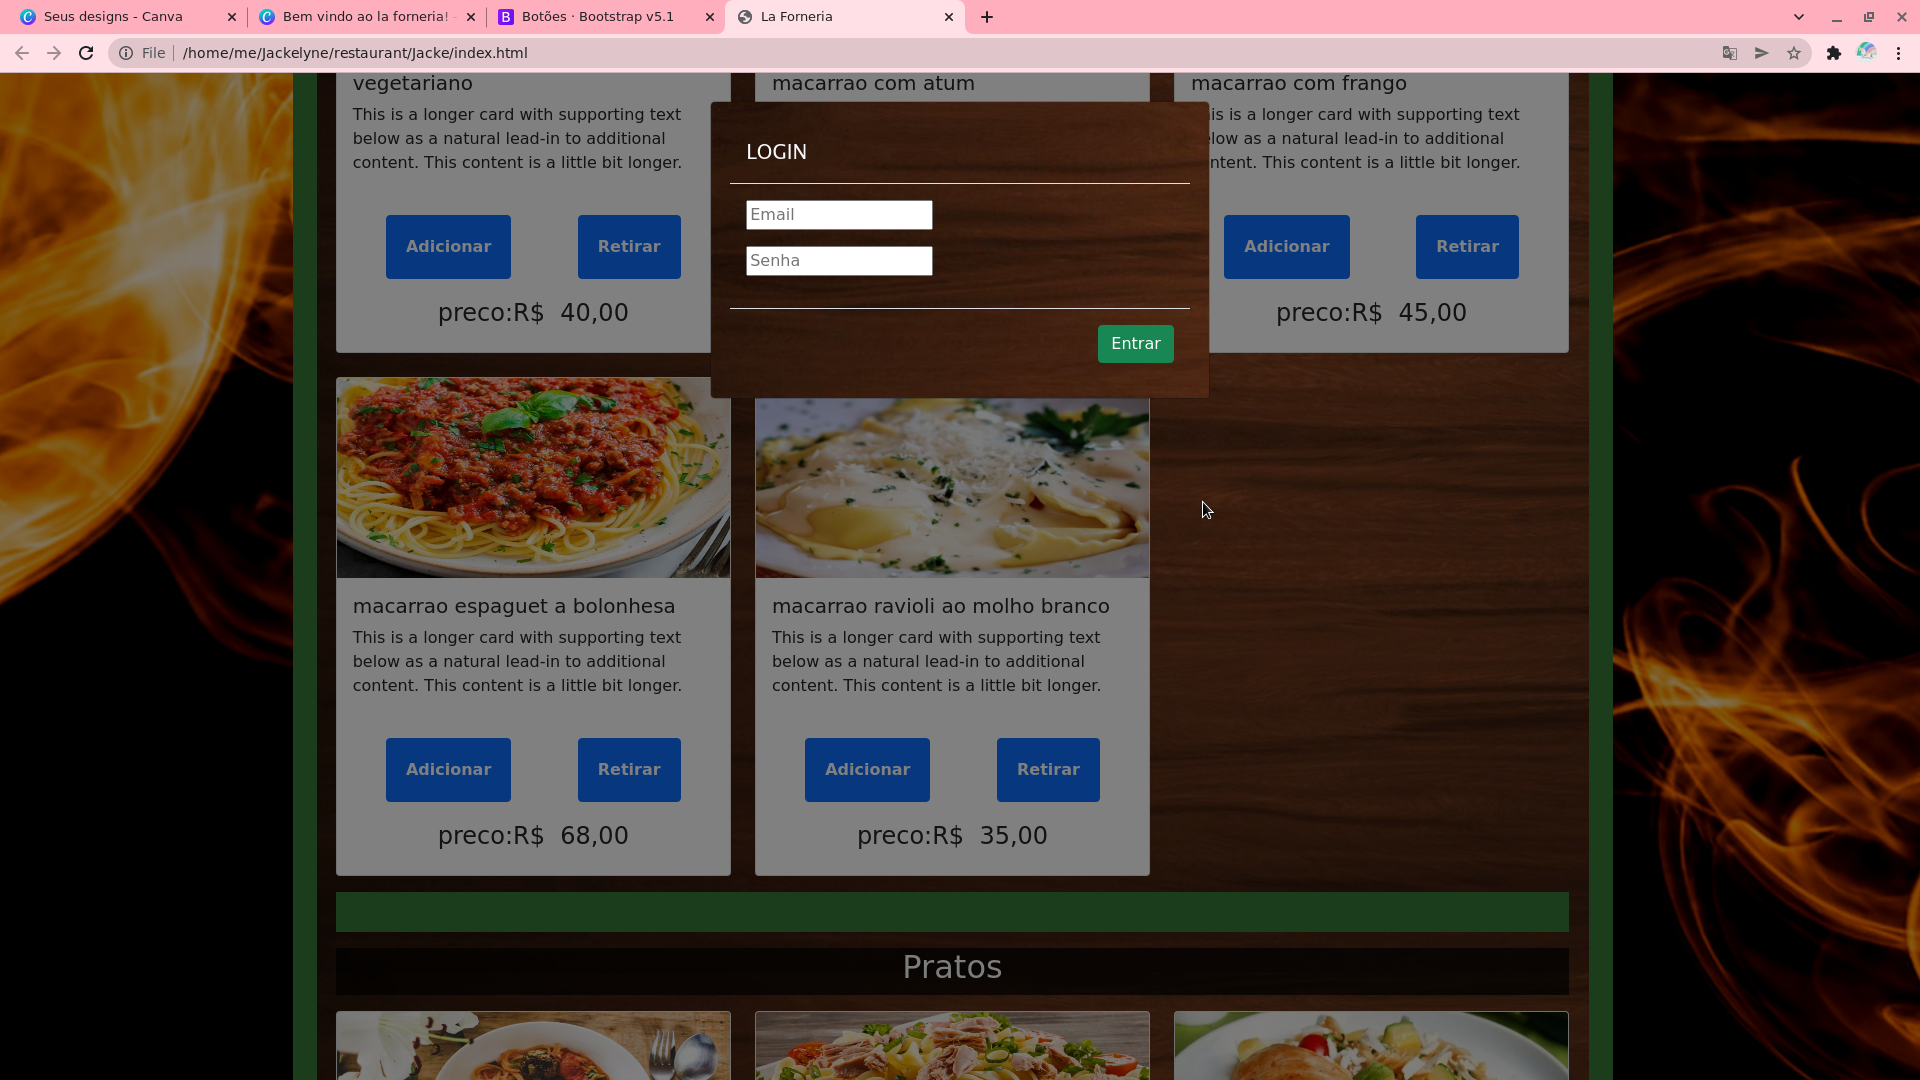 Seus designs - Canva
Bem vindo ao la forneria! -
Botões · Bootstrap v5.1
La Forneria
File
/home/me/Jackelyne/restaurant/Jacke/index.html
vegetariano
This is a longer card with supporting text
below as a natural lead-in to additional
content. This content is a little bit longer.
Adicionar
Retirar
preco:R$ 40,00
macarrao com atum
LOGIN
Email
Senha
Entrar
macarrao com frango
is is a longer card with supporting text
low as a natural lead-in to additional
ntent. This content is a little bit longer.
Adicionar
Retirar
preco:R$ 45,00
macarrao espaguet a bolonhesa
This is a longer card with supporting text
below as a natural lead-in to additional
content. This content is a little bit longer.
Adicionar
Retirar
preco:R$ 68,00
macarrao ravioli ao molho branco
This is a longer card with supporting text
below as a natural lead-in to additional
content. This content is a little bit longer.
Adicionar
Retirar
preco:R$ 35,00
Pratos